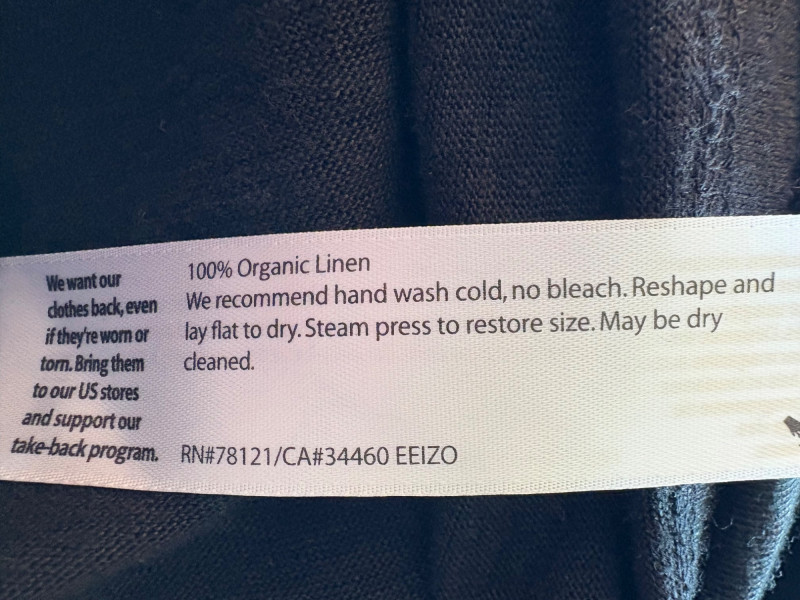 We want our
clothes back, even
if they're worn or
torn. Bring them
to our US stores
and support our
take-back program.
100% Organic Linen
We recommend hand wash cold, no bleach. Reshape and
lay flat to dry. Steam press to restore size. May be dry
cleaned.
RN#78121/CA#34460 EEIZO